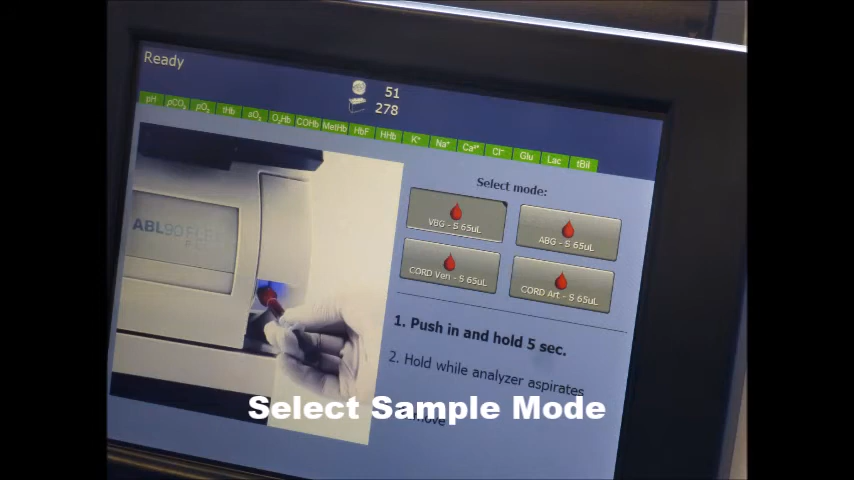 Ready
51
278
pH pCO₂ pO₂ tHb sO₂ O₂Hb COHb MetHb HbF HHb K⁺ Na⁺ Ca²⁺ Cl⁻ Glu Lac tBil
Select mode:
VBG - S 65uL
ABG - S 65uL
CORD Ven - S 65uL
CORD Art - S 65uL
ABL90 FLEX
1. Push in and hold 5 sec.
2. Hold while analyzer aspirates
Select Sample Mode